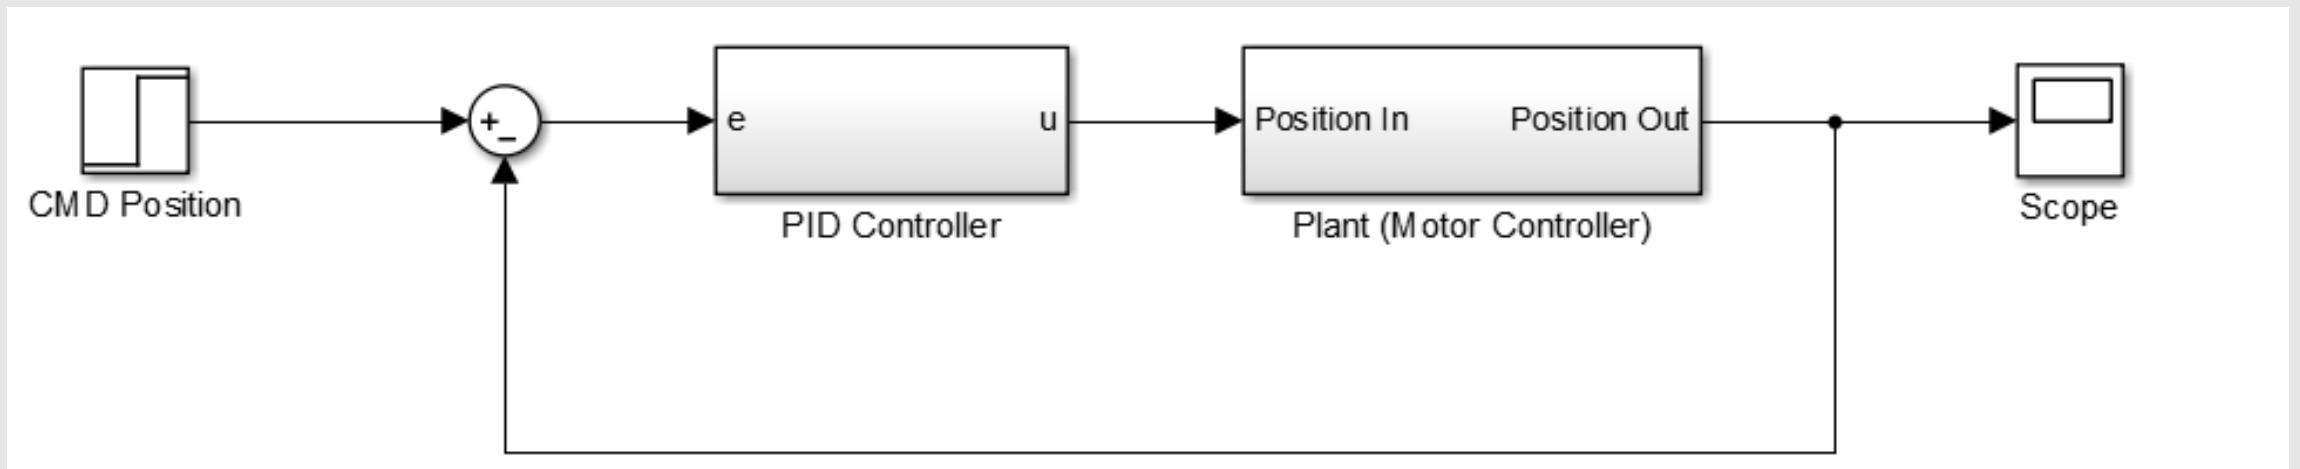 CMD Position
+
−
e
u
PID Controller
Position In
Position Out
Plant (Motor Controller)
Scope